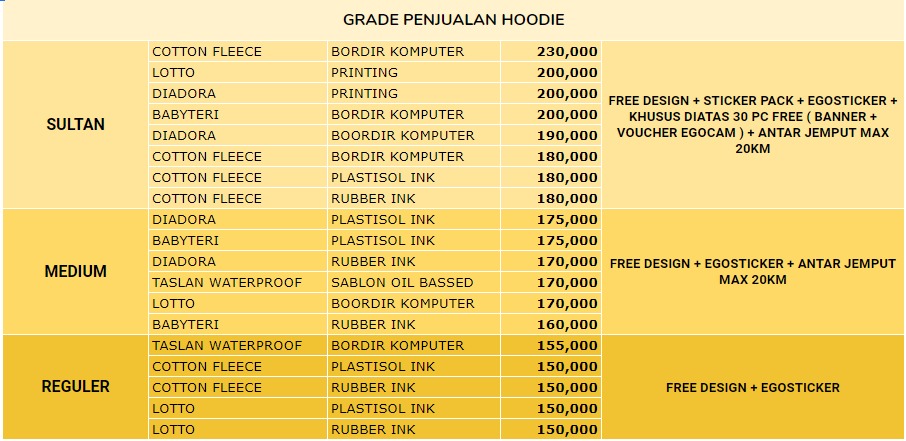 GRADE PENJUALAN HOODIE
SULTAN
COTTON FLEECE BORDIR KOMPUTER 230,000
LOTTO PRINTING 200,000
DIADORA PRINTING 200,000
BABYTERI BORDIR KOMPUTER 200,000
DIADORA BOORDIR KOMPUTER 190,000
COTTON FLEECE BORDIR KOMPUTER 180,000
COTTON FLEECE PLASTISOL INK 180,000
COTTON FLEECE RUBBER INK 180,000
FREE DESIGN + STICKER PACK + EGOSTICKER +
KHUSUS DIATAS 30 PC FREE ( BANNER +
VOUCHER EGOCAM ) + ANTAR JEMPUT MAX
20KM
MEDIUM
DIADORA PLASTISOL INK 175,000
BABYTERI PLASTISOL INK 175,000
DIADORA RUBBER INK 170,000
TASLAN WATERPROOF SABLON OIL BASSED 170,000
LOTTO BOORDIR KOMPUTER 170,000
BABYTERI RUBBER INK 160,000
FREE DESIGN + EGOSTICKER + ANTAR JEMPUT
MAX 20KM
REGULER
TASLAN WATERPROOF BORDIR KOMPUTER 155,000
COTTON FLEECE PLASTISOL INK 150,000
COTTON FLEECE RUBBER INK 150,000
LOTTO PLASTISOL INK 150,000
LOTTO RUBBER INK 150,000
FREE DESIGN + EGOSTICKER